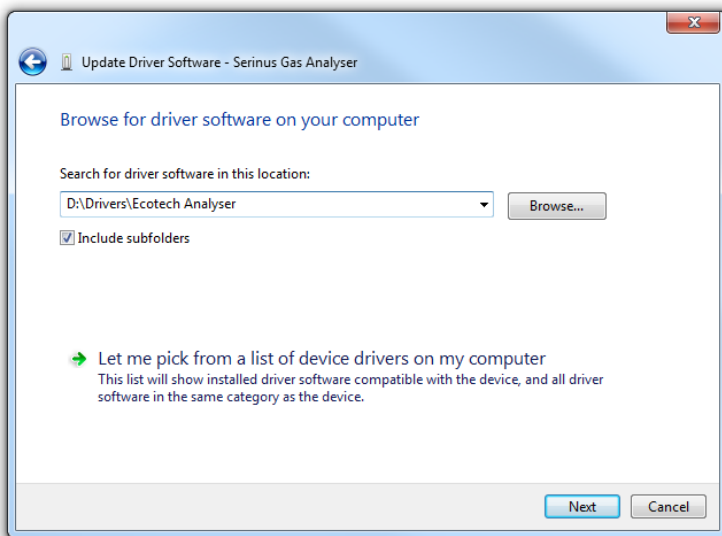 Update Driver Software - Serinus Gas Analyser
Browse for driver software on your computer
Search for driver software in this location:
D:\Drivers\Ecotech Analyser
Browse...
Include subfolders
Let me pick from a list of device drivers on my computer
This list will show installed driver software compatible with the device, and all driver
software in the same category as the device.
Next
Cancel